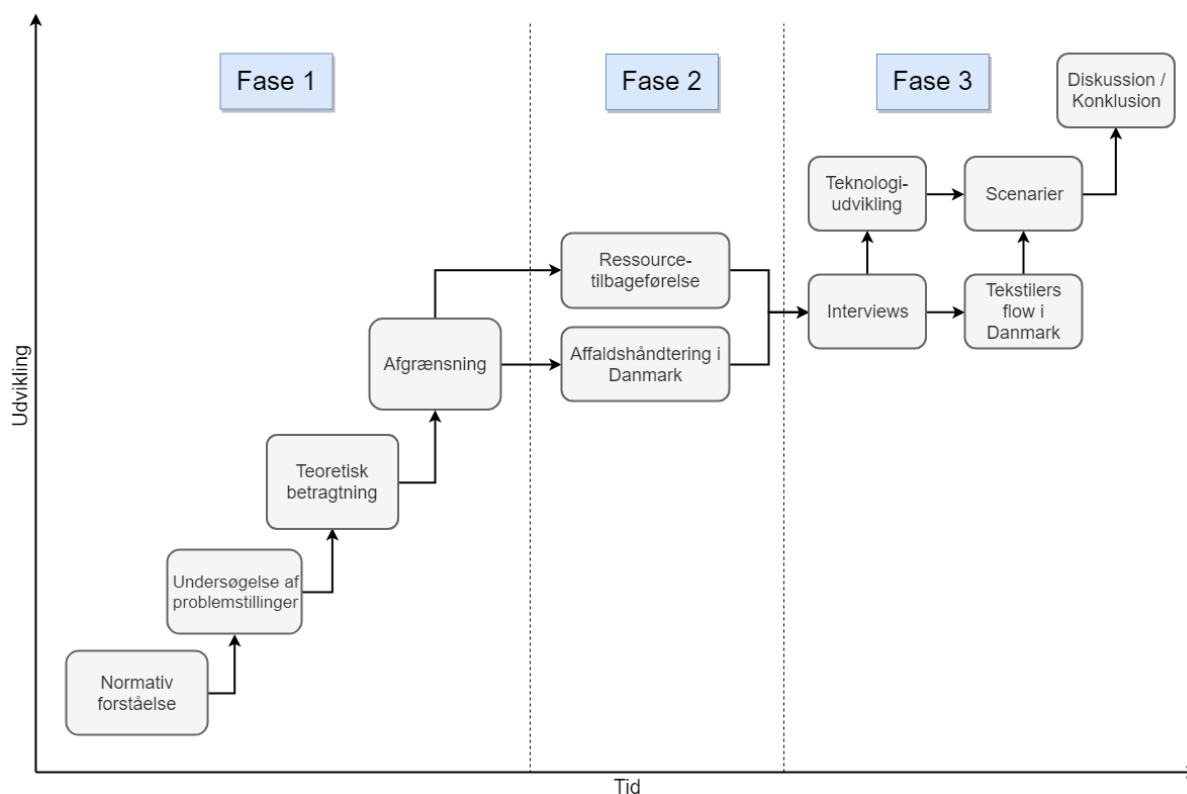 Fase 1
Fase 2
Fase 3
Diskussion /
Konklusion
Teknologi-
udvikling
Scenarier
Ressource-
tilbageførelse
Interviews
Tekstilers
flow i
Danmark
Afgrænsning
Affaldshåndtering i
Danmark
Teoretisk
betragtning
Undersøgelse af
problemstillinger
Normativ
forståelse
Udvikling
Tid